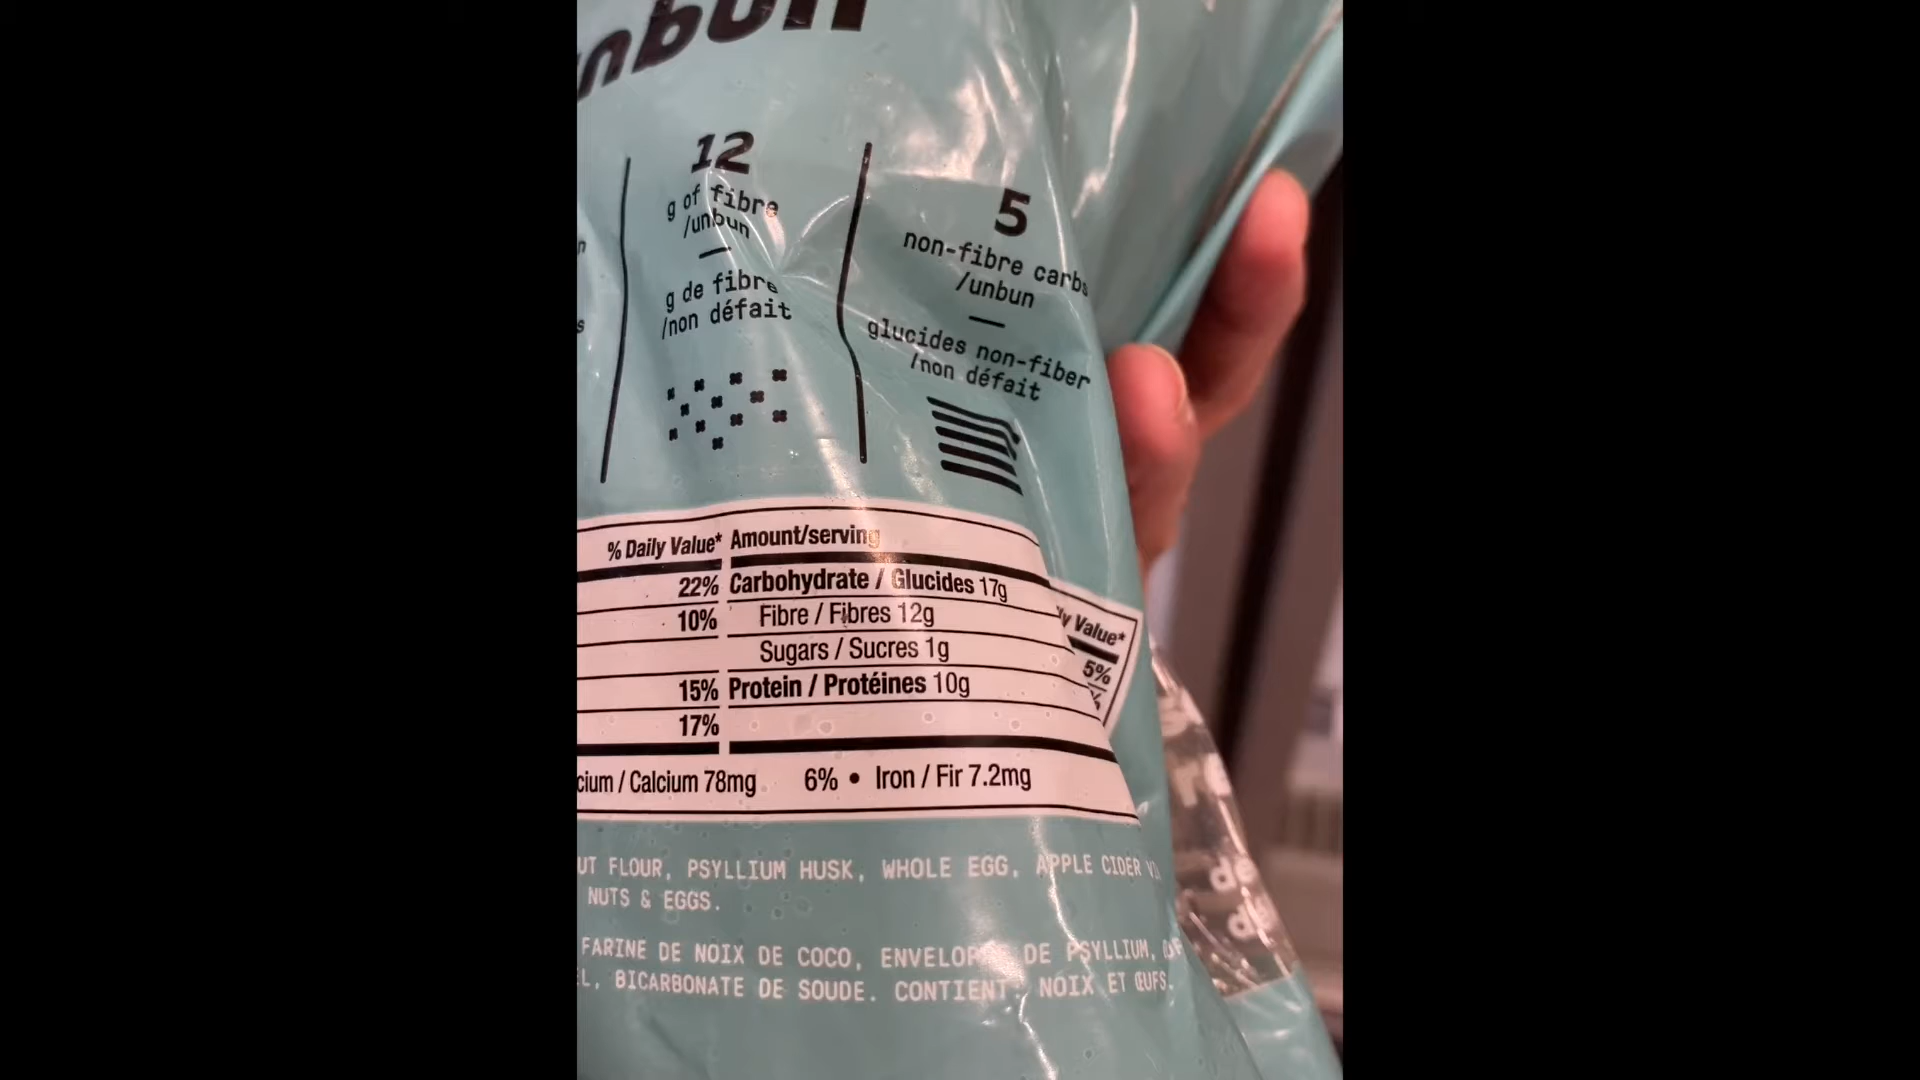 unbun
12
g of fibre
/unbun
g de fibre
/non défait
5
non-fibre carbs
/unbun
glucides non-fiber
/non défait
% Daily Value* Amount/serving
22% Carbohydrate / Glucides 17g
10% Fibre / Fibres 12g
Sugars / Sucres 1g
15% Protein / Protéines 10g
17%
y Value*
5%
cium / Calcium 78mg 6% • Iron / Fir 7.2mg
UT FLOUR, PSYLLIUM HUSK, WHOLE EGG, APPLE CIDER
NUTS & EGGS.
FARINE DE NOIX DE COCO, ENVELOPPE DE PSYLLIUM,
EL, BICARBONATE DE SOUDE. CONTIENT: NOIX ET ŒUFS.